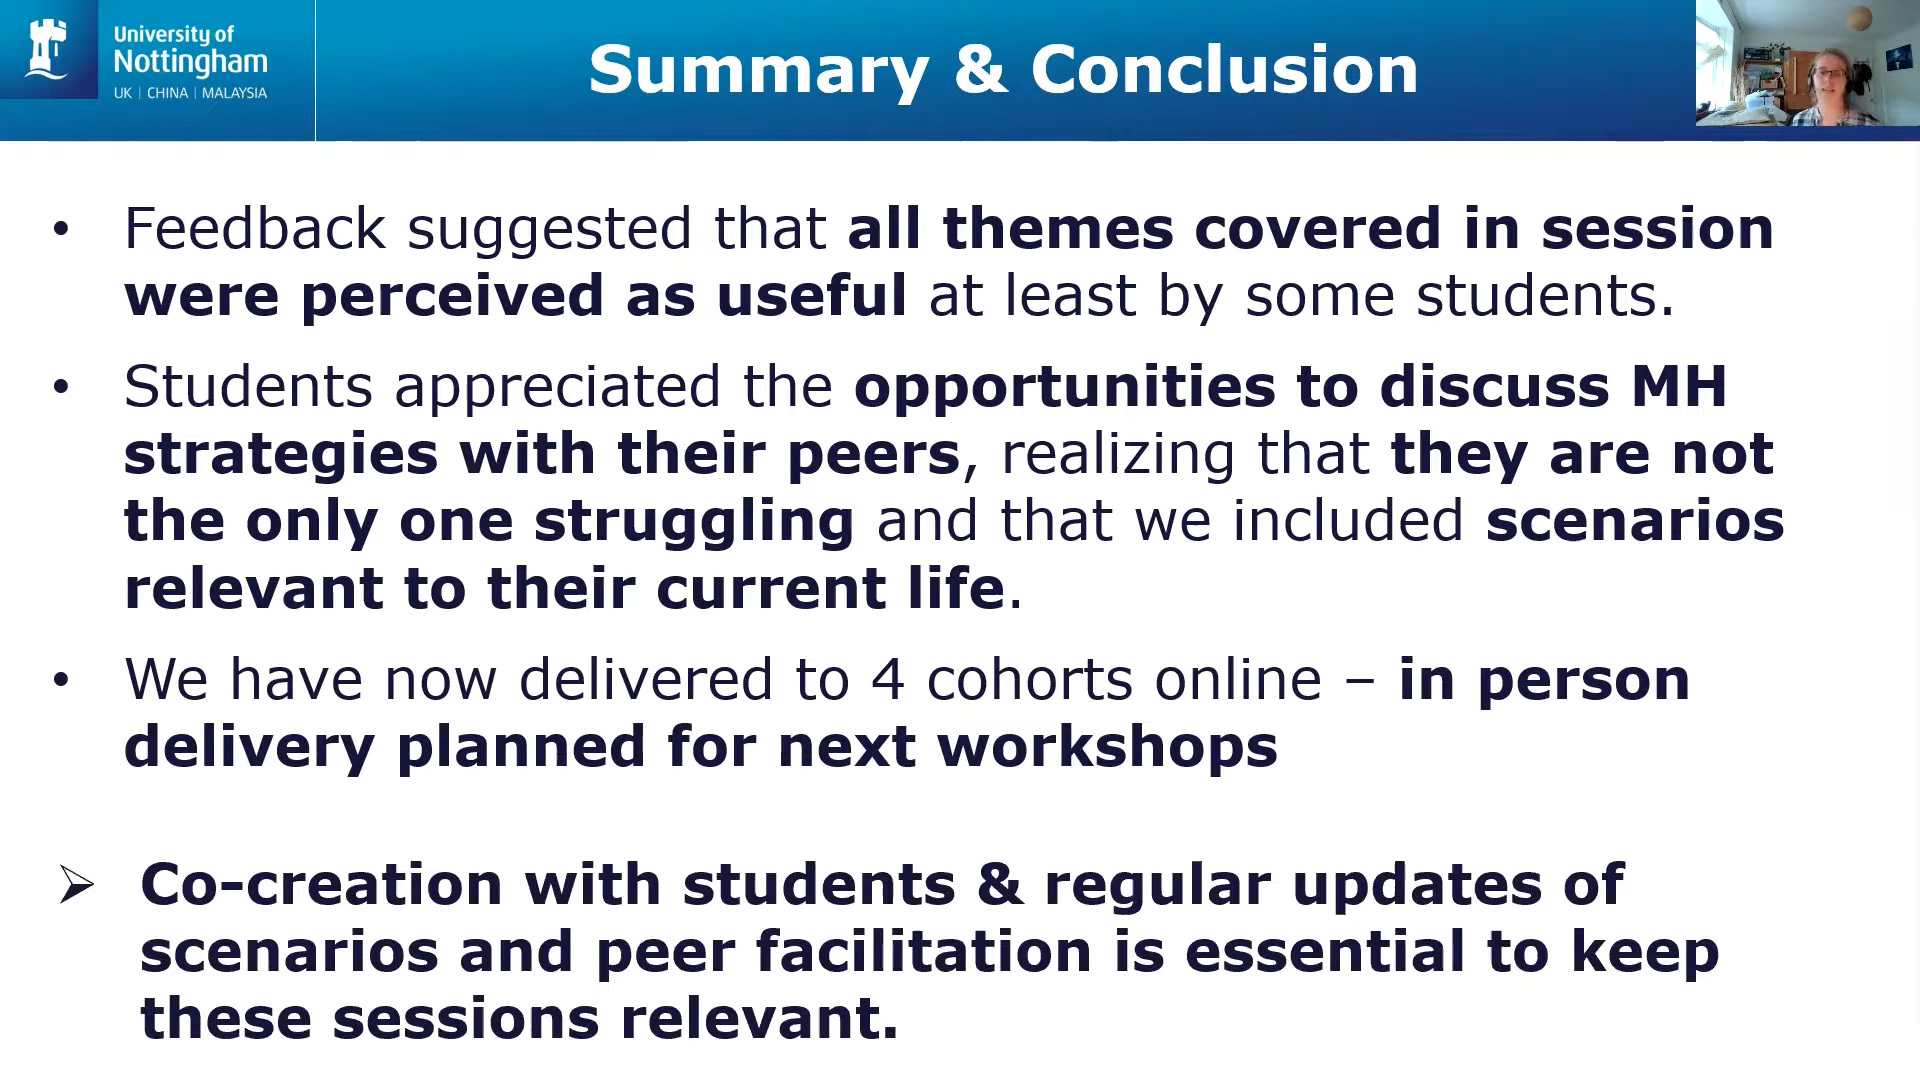 University of
Nottingham
UK | CHINA | MALAYSIA
Summary & Conclusion
• Feedback suggested that all themes covered in session
were perceived as useful at least by some students.
• Students appreciated the opportunities to discuss MH
strategies with their peers, realizing that they are not
the only one struggling and that we included scenarios
relevant to their current life.
• We have now delivered to 4 cohorts online – in person
delivery planned for next workshops
➢ Co-creation with students & regular updates of
scenarios and peer facilitation is essential to keep
these sessions relevant.